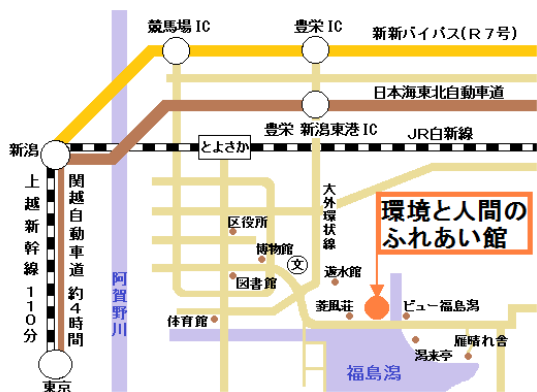 競馬場 IC
豊栄 IC
新新バイパス(R7号)
日本海東北自動車道
豊栄 新潟東港 IC
JR白新線
新潟
とよさか
上越新幹線 110分
関越自動車道 約4時間
阿賀野川
大外環状線
環境と人間の
ふれあい館
区役所
博物館
文
遊水館
図書館
菱風荘
ビュー福島潟
体育館
雁晴れ舎
潟来亭
福島潟
東京